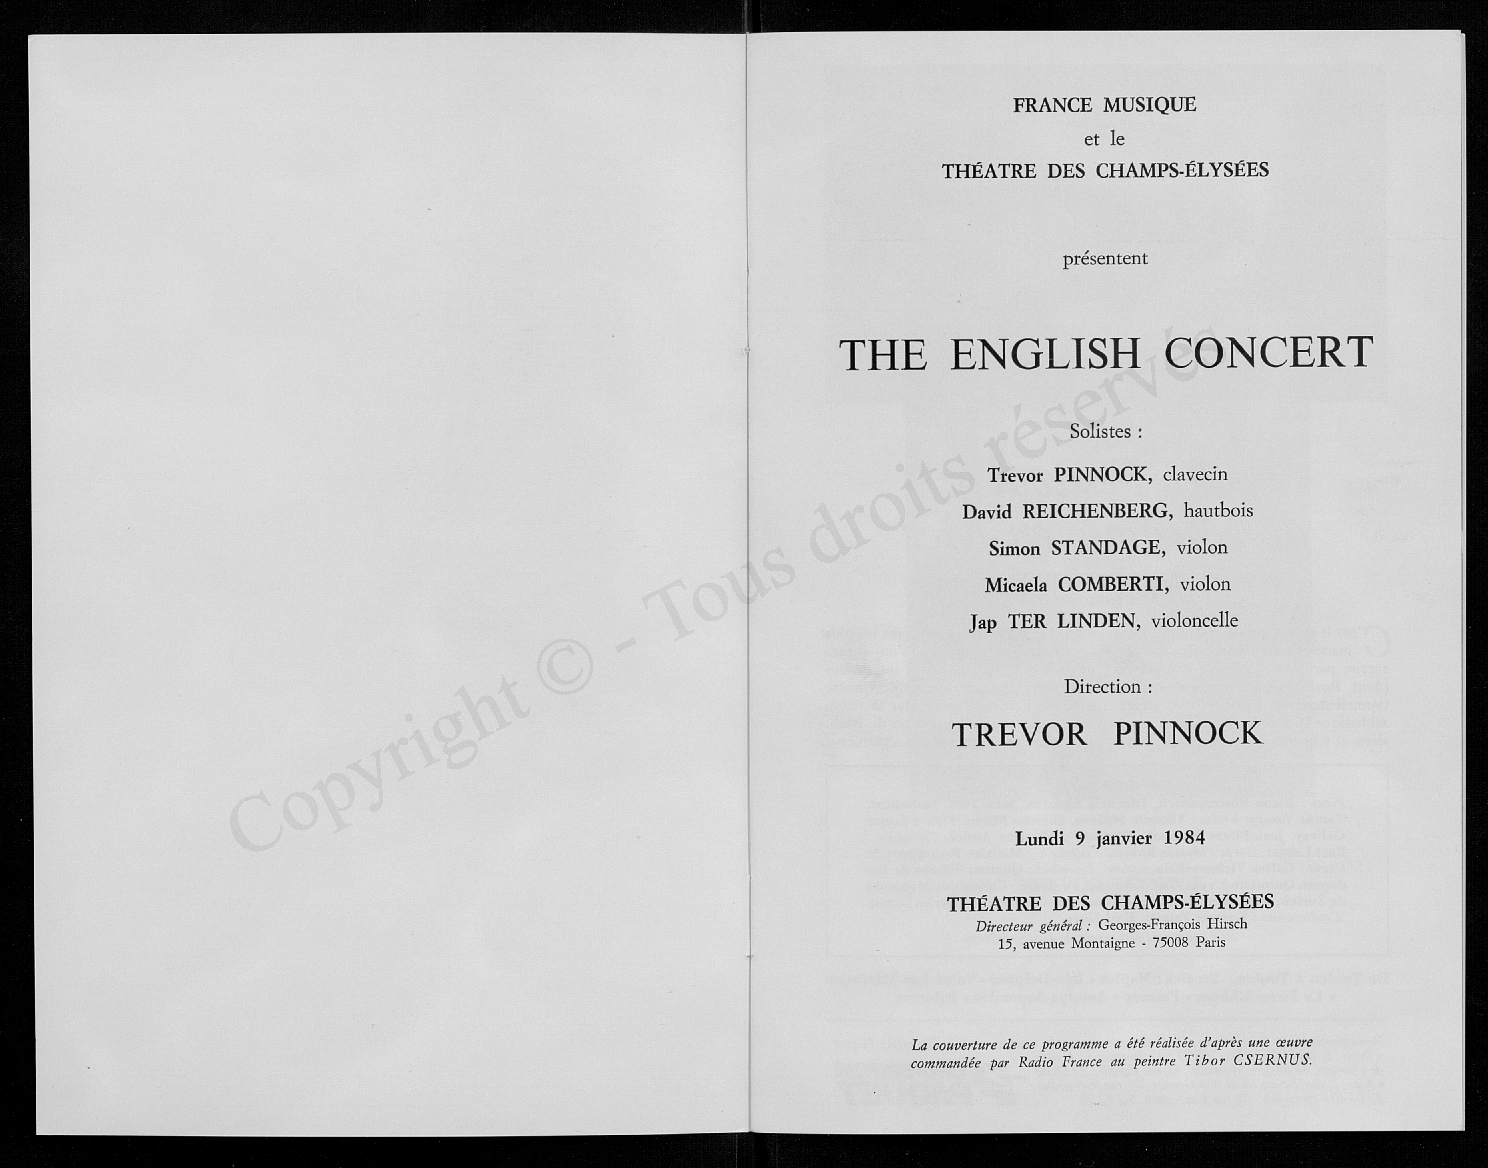 FRANCE MUSIQUE
et le
THÉATRE DES CHAMPS-ÉLYSÉES
présentent
THE ENGLISH CONCERT
Solistes :
Trevor PINNOCK, clavecin
David REICHENBERG, hautbois
Simon STANDAGE, violon
Micaela COMBERTI, violon
Jap TER LINDEN, violoncelle
Direction :
TREVOR PINNOCK
Lundi 9 janvier 1984
THÉATRE DES CHAMPS-ÉLYSÉES
Directeur général : Georges-François Hirsch
15, avenue Montaigne - 75008 Paris
La couverture de ce programme a été réalisée d'après une œuvre
commandée par Radio France au peintre Tibor CSERNUS.
Copyright © - Tous droits réservés